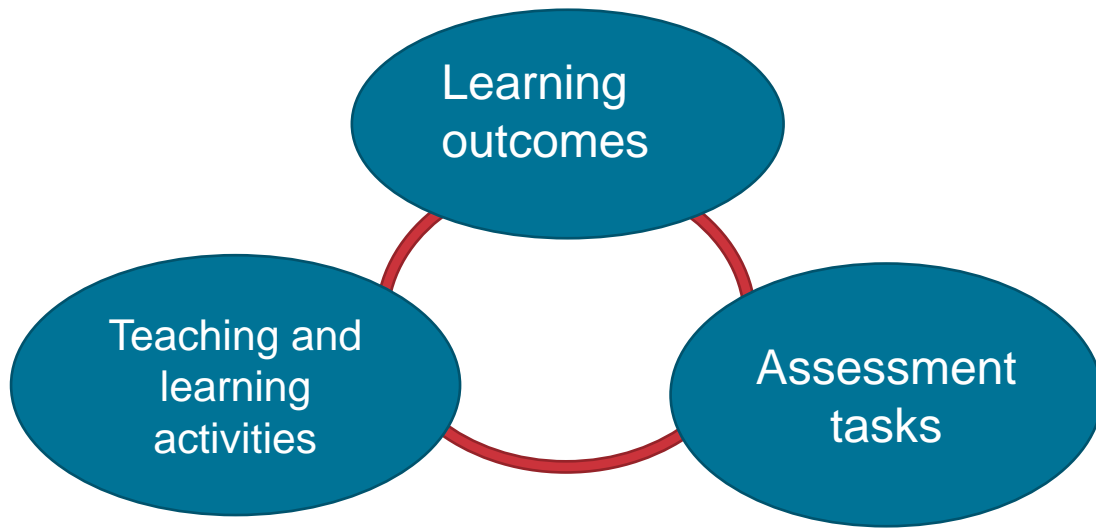 Learning
outcomes
Teaching and
learning
activities
Assessment
tasks